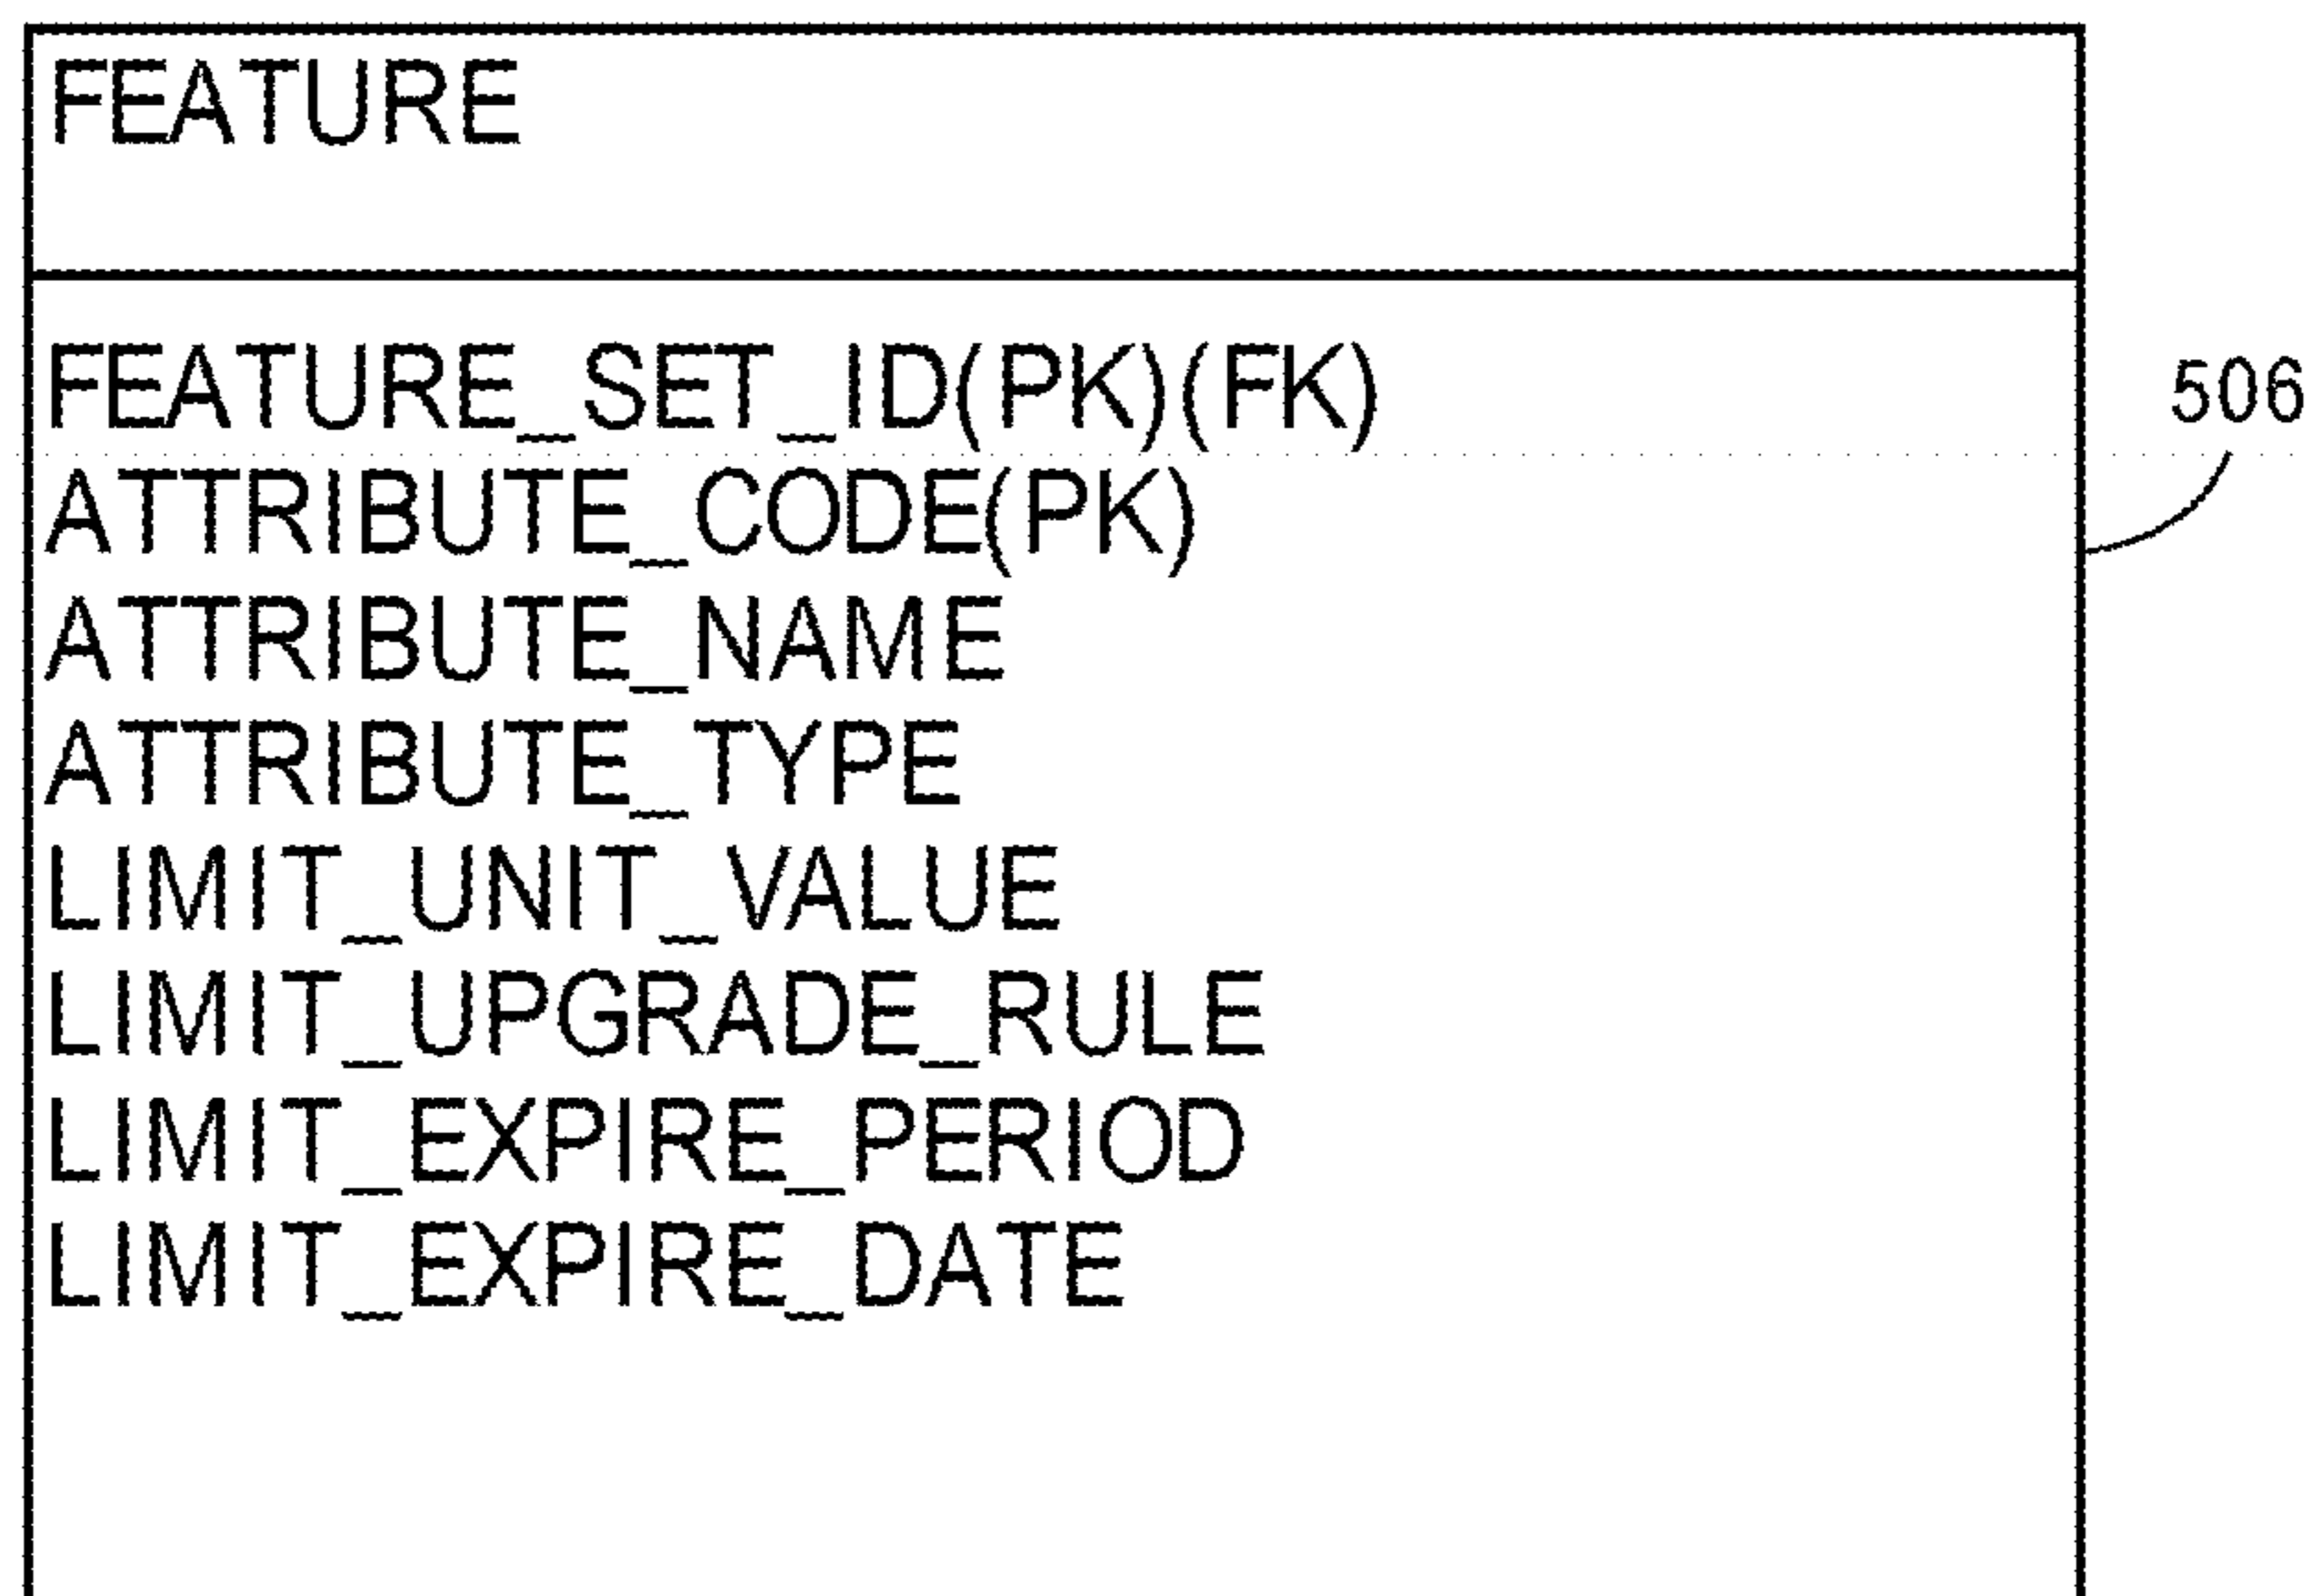 FEATURE
FEATURE_SET_ID(PK)(FK)
506
ATTRIBUTE_CODE(PK)
ATTRIBUTE_NAME
ATTRIBUTE_TYPE
LIMIT_UNIT_VALUE
LIMIT_UPGRADE_RULE
LIMIT_EXPIRE_PERIOD
LIMIT_EXPIRE_DATE